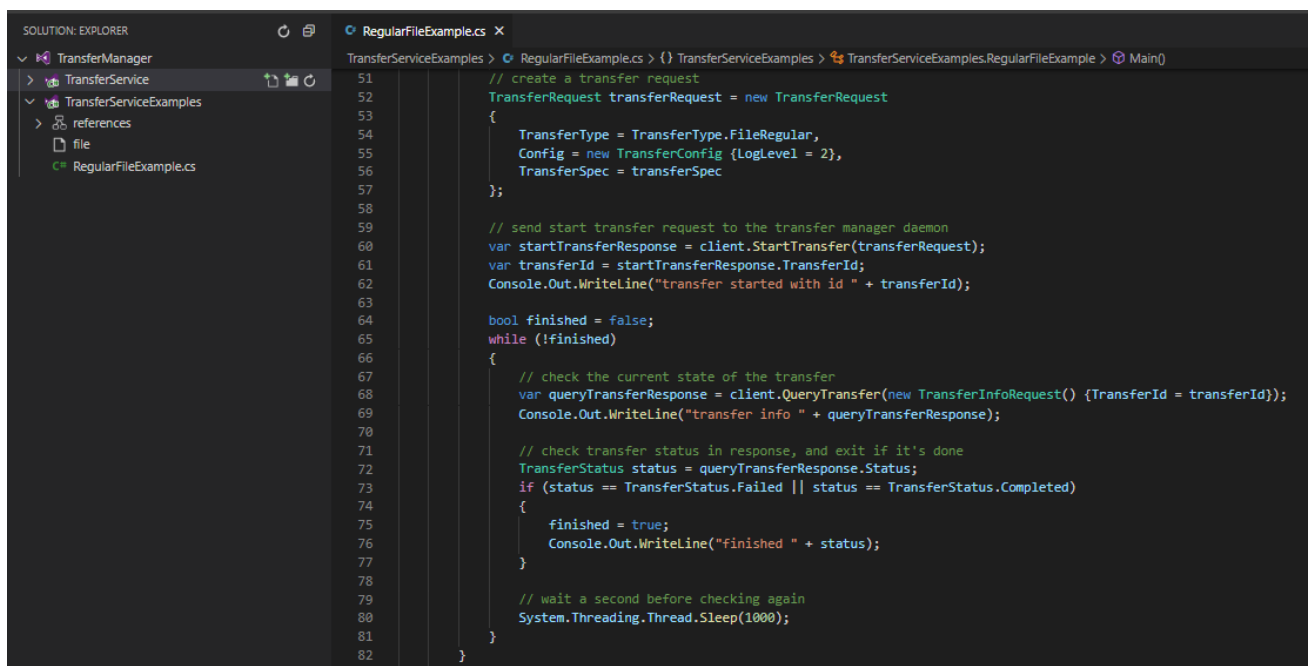 SOLUTION: EXPLORER
TransferManager
TransferService
TransferServiceExamples
references
file
C# RegularFileExample.cs
RegularFileExample.cs
TransferServiceExamples > RegularFileExample.cs > {} TransferServiceExamples > TransferServiceExamples.RegularFileExample > Main()
51 // create a transfer request
52 TransferRequest transferRequest = new TransferRequest
53 {
54 TransferType = TransferType.FileRegular,
55 Config = new TransferConfig {LogLevel = 2},
56 TransferSpec = transferSpec
57 };
58
59 // send start transfer request to the transfer manager daemon
60 var startTransferResponse = client.StartTransfer(transferRequest);
61 var transferId = startTransferResponse.TransferId;
62 Console.Out.WriteLine("transfer started with id " + transferId);
63
64 bool finished = false;
65 while (!finished)
66 {
67 // check the current state of the transfer
68 var queryTransferResponse = client.QueryTransfer(new TransferInfoRequest() {TransferId = transferId});
69 Console.Out.WriteLine("transfer info " + queryTransferResponse);
70
71 // check transfer status in response, and exit if it's done
72 TransferStatus status = queryTransferResponse.Status;
73 if (status == TransferStatus.Failed || status == TransferStatus.Completed)
74 {
75 finished = true;
76 Console.Out.WriteLine("finished " + status);
77 }
78
79 // wait a second before checking again
80 System.Threading.Thread.Sleep(1000);
81 }
82 }